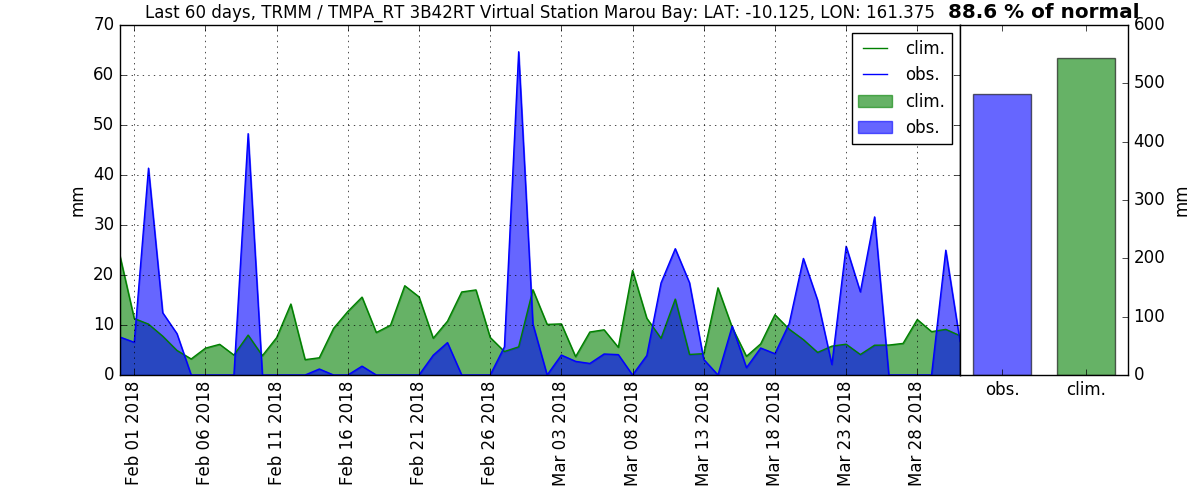 Last 60 days, TRMM / TMPA_RT 3B42RT Virtual Station Marou Bay: LAT: -10.125, LON: 161.375 88.6 % of normal
70
60
50
40
30
20
10
0
mm
clim.
obs.
clim.
obs.
600
500
400
300
200
100
0
mm
Feb 01 2018
Feb 06 2018
Feb 11 2018
Feb 16 2018
Feb 21 2018
Feb 26 2018
Mar 03 2018
Mar 08 2018
Mar 13 2018
Mar 18 2018
Mar 23 2018
Mar 28 2018
obs.
clim.